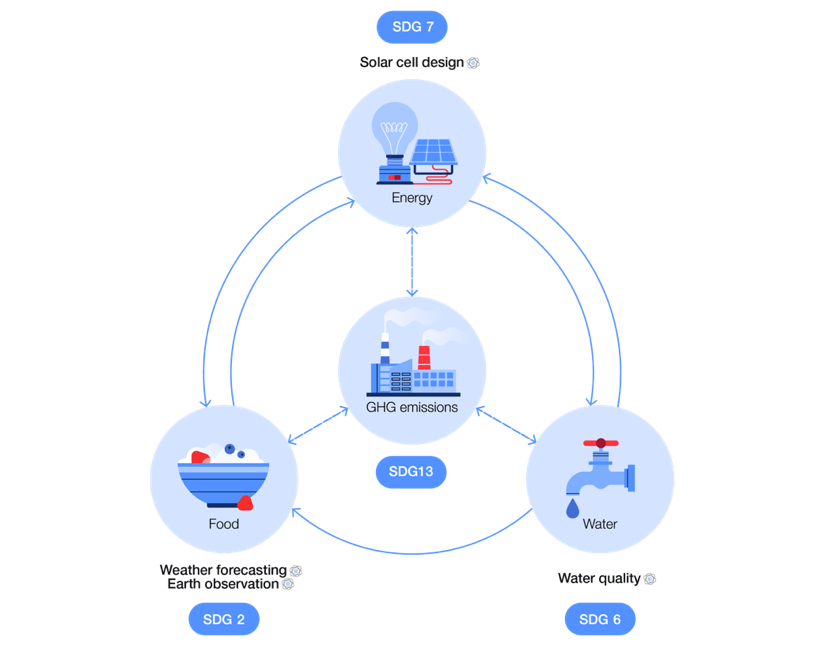 SDG 7
Solar cell design
Energy
GHG emissions
SDG13
Food
Water
Weather forecasting
Earth observation
Water quality
SDG 2
SDG 6